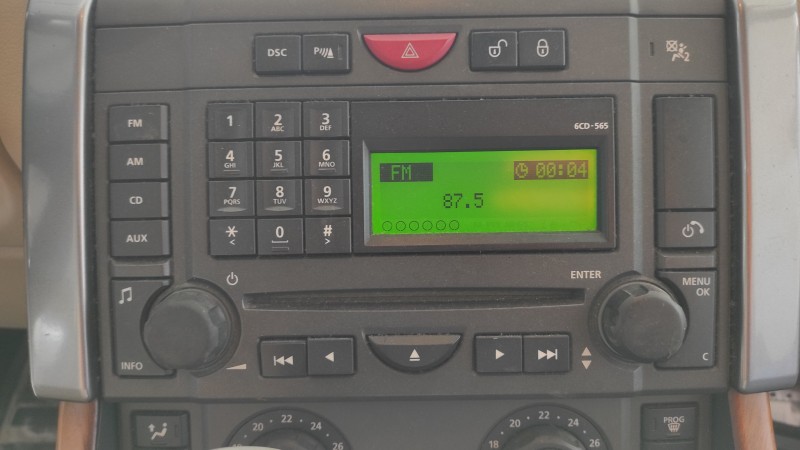 DSC
P
6CD-565
FM
AM
CD
AUX
1
2 ABC
3 DEF
4 GHI
5 JKL
6 MNO
7 PQRS
8 TUV
9 WXYZ
* <
0
# >
FM 00:04
87.5
INFO
ENTER
MENU
OK
C
20 22 24 26
18 20 22 24 26
PROG